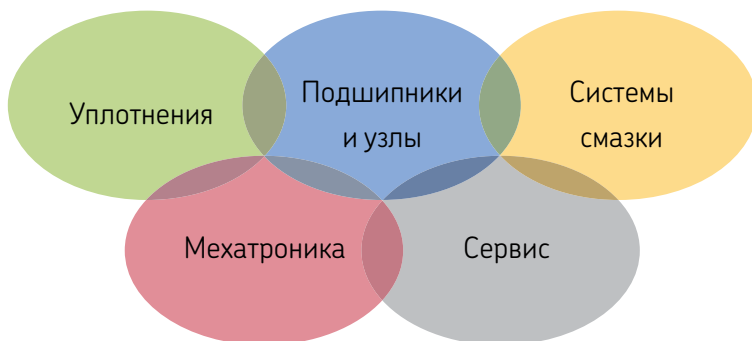 Уплотнения
Подшипники
и узлы
Системы
смазки
Мехатроника
Сервис